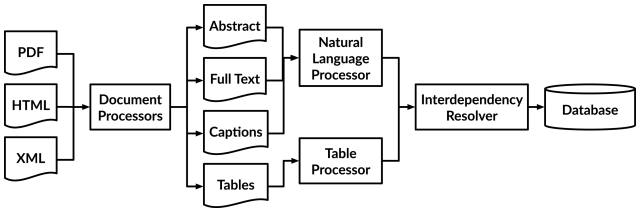 PDF
HTML
XML
Document
Processors
Abstract
Full Text
Captions
Tables
Natural
Language
Processor
Table
Processor
Interdependency
Resolver
Database